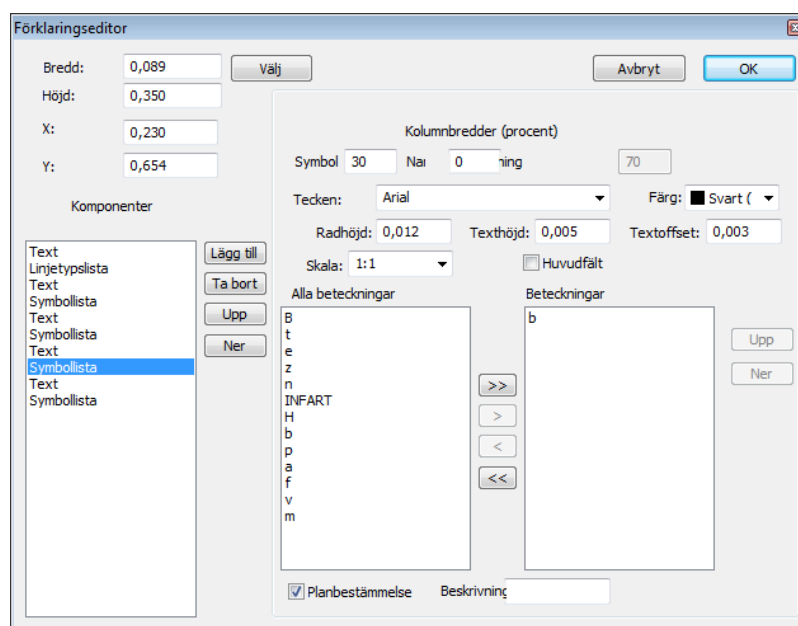 Förklaringseditor
Bredd: 0,089 Välj Avbryt OK
Höjd: 0,350
X: 0,230
Y: 0,654
Kolumnbredder (procent)
Symbol 30 Nar 0 ning 70
Tecken: Arial Färg: Svart (
Radhöjd: 0,012 Texthöjd: 0,005 Textoffset: 0,003
Skala: 1:1 Huvudfält
Komponenter
Text
Linjetypslista
Text
Symbollista
Text
Symbollista
Text
Symbollista
Text
Symbollista
Lägg till
Ta bort
Upp
Ner
Alla beteckningar
B
t
e
z
n
INFART
H
b
p
a
f
v
m
>>
>
<
<<
Beteckningar
b
Upp
Ner
Planbestämmelse Beskrivning